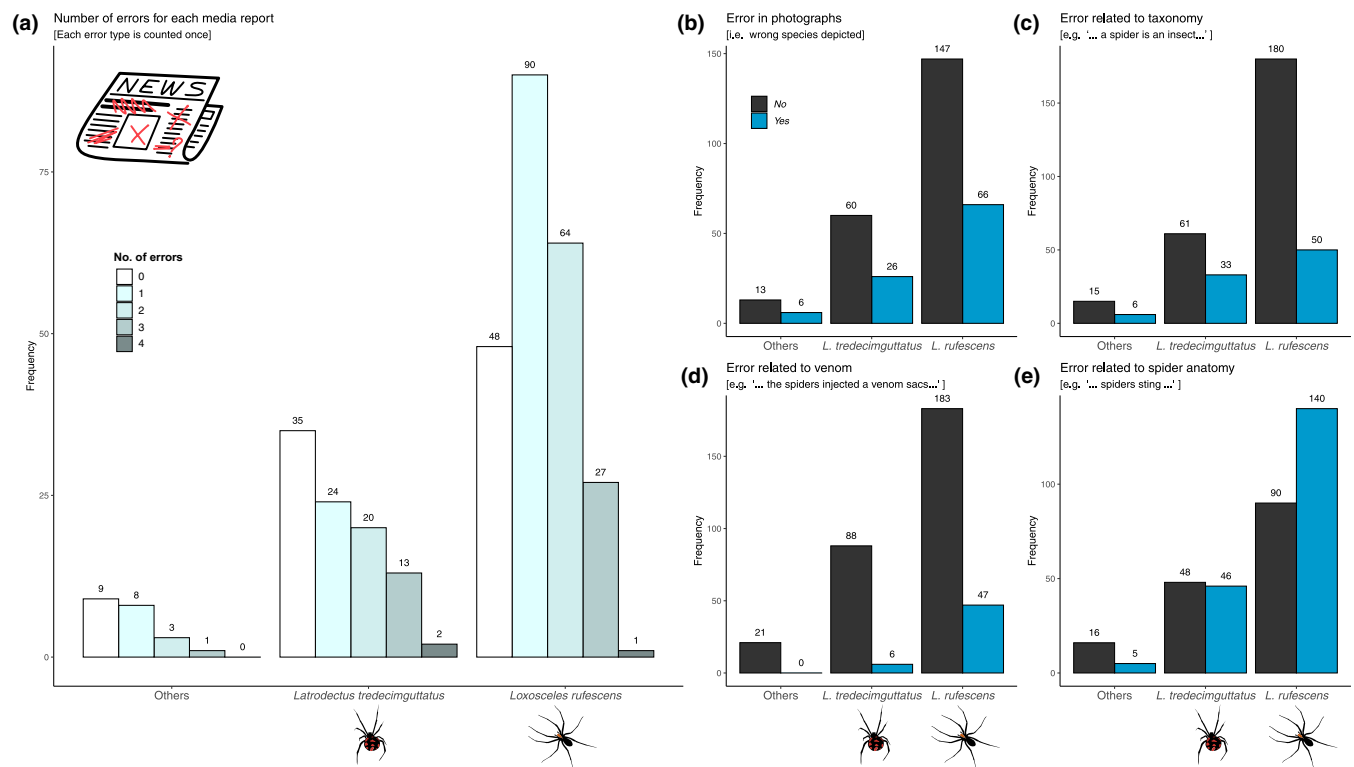 (a)
Number of errors for each media report
[Each error type is counted once]
NEWS
90
75
64
No. of errors
0
1
2
3
4
50
48
Frequency
35
27
25
24
20
13
9
8
3
1
0
2
1
0
Others
Latrodectus tredecimguttatus
Loxosceles rufescens
(b)
Error in photographs
[i.e. wrong species depicted]
150
147
No
Yes
100
Frequency
66
60
50
26
13
6
0
Others
L. tredecimguttatus
L. rufescens
(c)
Error related to taxonomy
[e.g. '... a spider is an insect...' ]
180
150
100
Frequency
61
50
50
33
15
6
0
Others
L. tredecimguttatus
L. rufescens
(d)
Error related to venom
[e.g. '... the spiders injected a venom sacs...' ]
183
150
100
88
Frequency
50
47
21
0
6
0
Others
L. tredecimguttatus
L. rufescens
(e)
Error related to spider anatomy
[e.g. '... spiders sting ...' ]
140
100
90
Frequency
50
48
46
16
5
0
Others
L. tredecimguttatus
L. rufescens